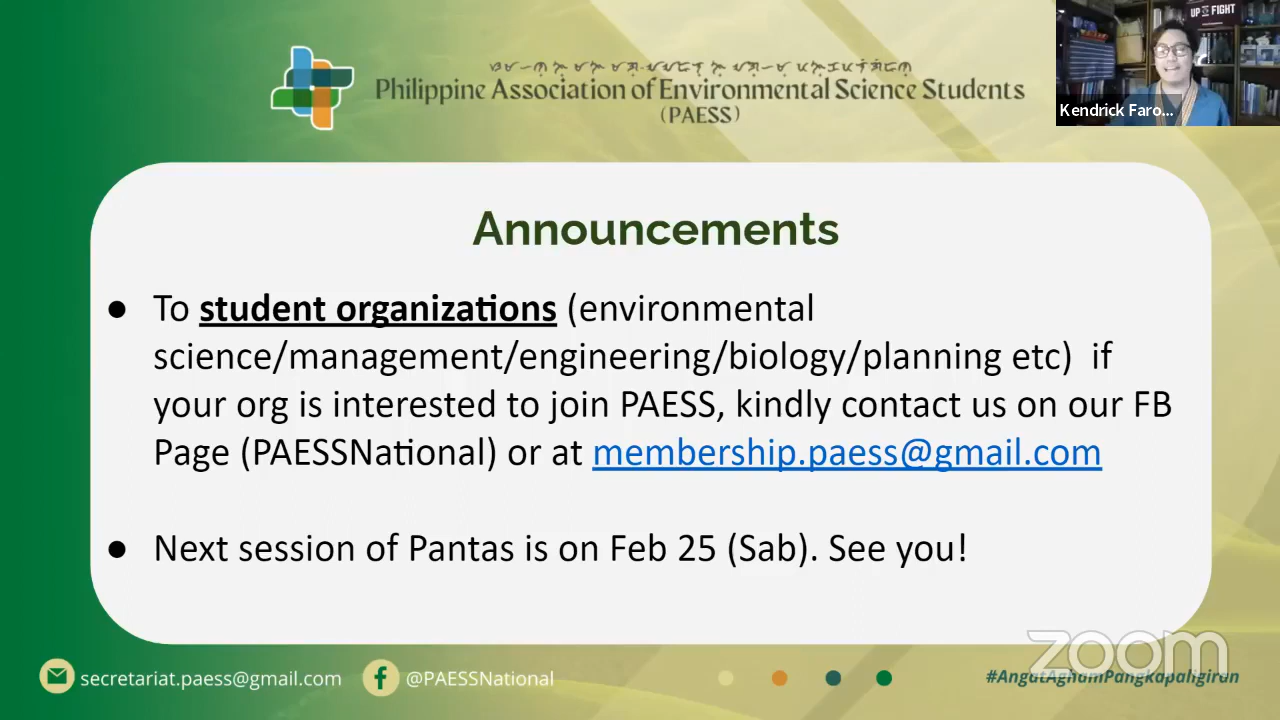 UP FIGHT
Kendrick Faro...
Philippine Association of Environmental Science Students
(PAESS)
Announcements
● To student organizations (environmental
science/management/engineering/biology/planning etc)  if
your org is interested to join PAESS, kindly contact us on our FB
Page (PAESSNational) or at membership.paess@gmail.com
● Next session of Pantas is on Feb 25 (Sab). See you!
zoom
secretariat.paess@gmail.com
@PAESSNational
#AngatAghamPangkapaligiran